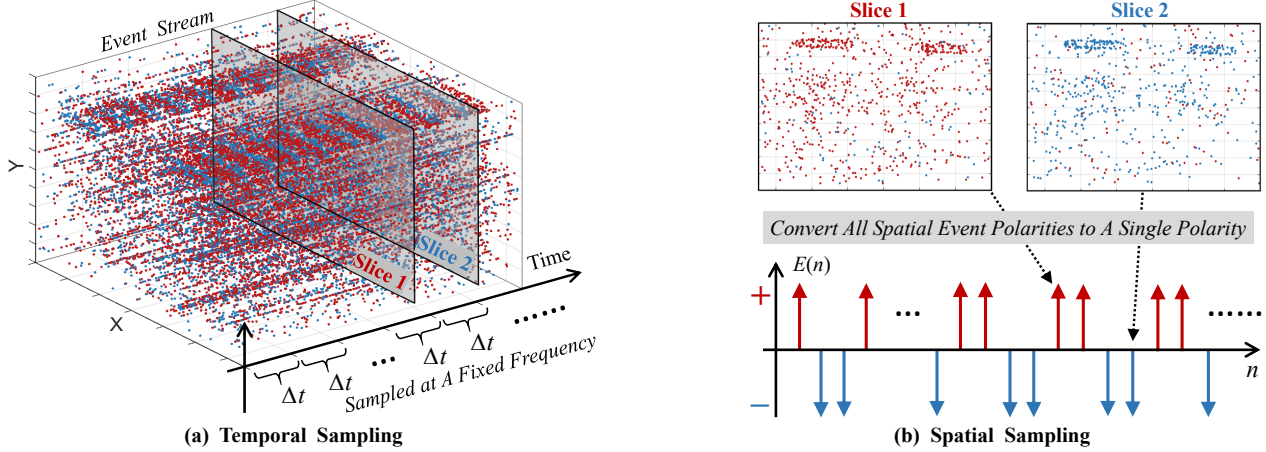 Event Stream
Y
X
Slice 1
Slice 2
Time
Δt
Δt
...
Δt
Δt
......
Sampled at A Fixed Frequency
(a) Temporal Sampling
Slice 1
Slice 2
Convert All Spatial Event Polarities to A Single Polarity
E(n)
+
...
......
n
−
(b) Spatial Sampling